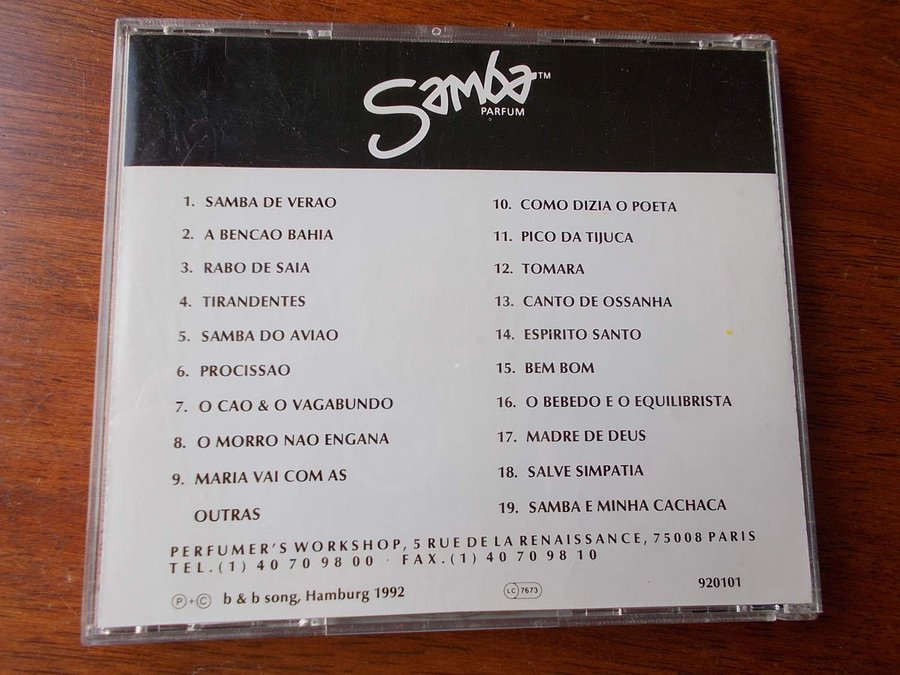 Samba™
PARFUM
1. SAMBA DE VERAO
2. A BENCAO BAHIA
3. RABO DE SAIA
4. TIRANDENTES
5. SAMBA DO AVIAO
6. PROCISSAO
7. O CAO & O VAGABUNDO
8. O MORRO NAO ENGANA
9. MARIA VAI COM AS
OUTRAS
10. COMO DIZIA O POETA
11. PICO DA TIJUCA
12. TOMARA
13. CANTO DE OSSANHA
14. ESPIRITO SANTO
15. BEM BOM
16. O BEBEDO E O EQUILIBRISTA
17. MADRE DE DEUS
18. SALVE SIMPATIA
19. SAMBA E MINHA CACHACA
PERFUMER'S WORKSHOP, 5 RUE DE LA RENAISSANCE, 75008 PARIS
TEL.(1) 40 70 98 00 · FAX.(1) 40 70 98 10
Ⓟ+Ⓒ b & b song, Hamburg 1992
LC 7673
920101